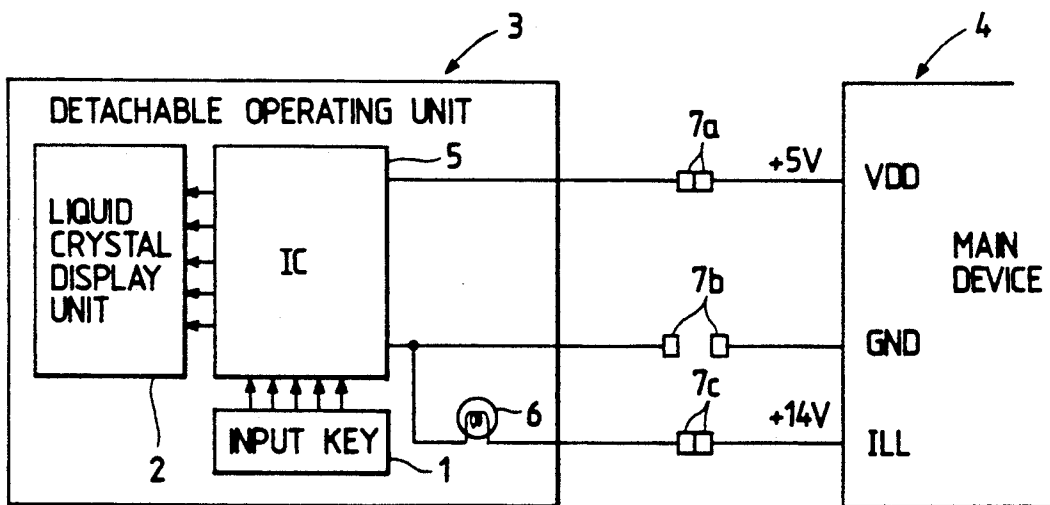 3
4
DETACHABLE OPERATING UNIT
5
7a
+5V
VDD
LIQUID
CRYSTAL
DISPLAY
UNIT
IC
MAIN
DEVICE
7b
GND
7c
+14V
6
ILL
INPUT KEY
2
1